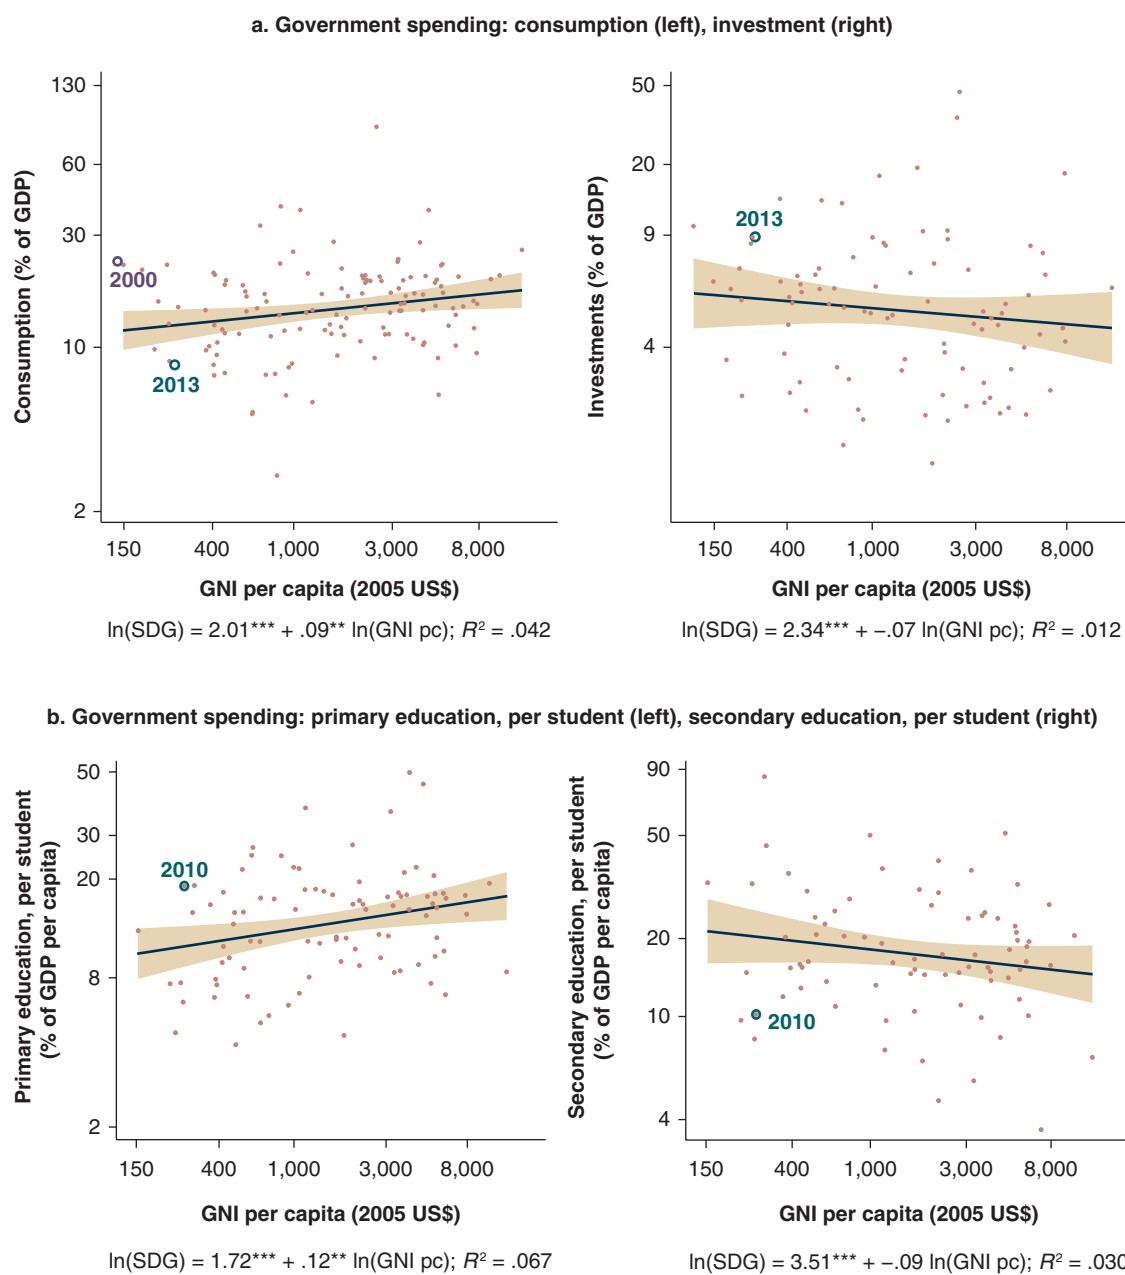 a. Government spending: consumption (left), investment (right)
130
60
30
10
2
Consumption (% of GDP)
2000
2013
150 400 1,000 3,000 8,000
GNI per capita (2005 US$)
ln(SDG) = 2.01*** + .09** ln(GNI pc); R² = .042
50
20
9
4
Investments (% of GDP)
2013
150 400 1,000 3,000 8,000
GNI per capita (2005 US$)
ln(SDG) = 2.34*** + −.07 ln(GNI pc); R² = .012
b. Government spending: primary education, per student (left), secondary education, per student (right)
50
30
20
8
2
Primary education, per student
(% of GDP per capita)
2010
150 400 1,000 3,000 8,000
GNI per capita (2005 US$)
ln(SDG) = 1.72*** + .12** ln(GNI pc); R² = .067
90
50
20
10
4
Secondary education, per student
(% of GDP per capita)
2010
150 400 1,000 3,000 8,000
GNI per capita (2005 US$)
ln(SDG) = 3.51*** + −.09 ln(GNI pc); R² = .030